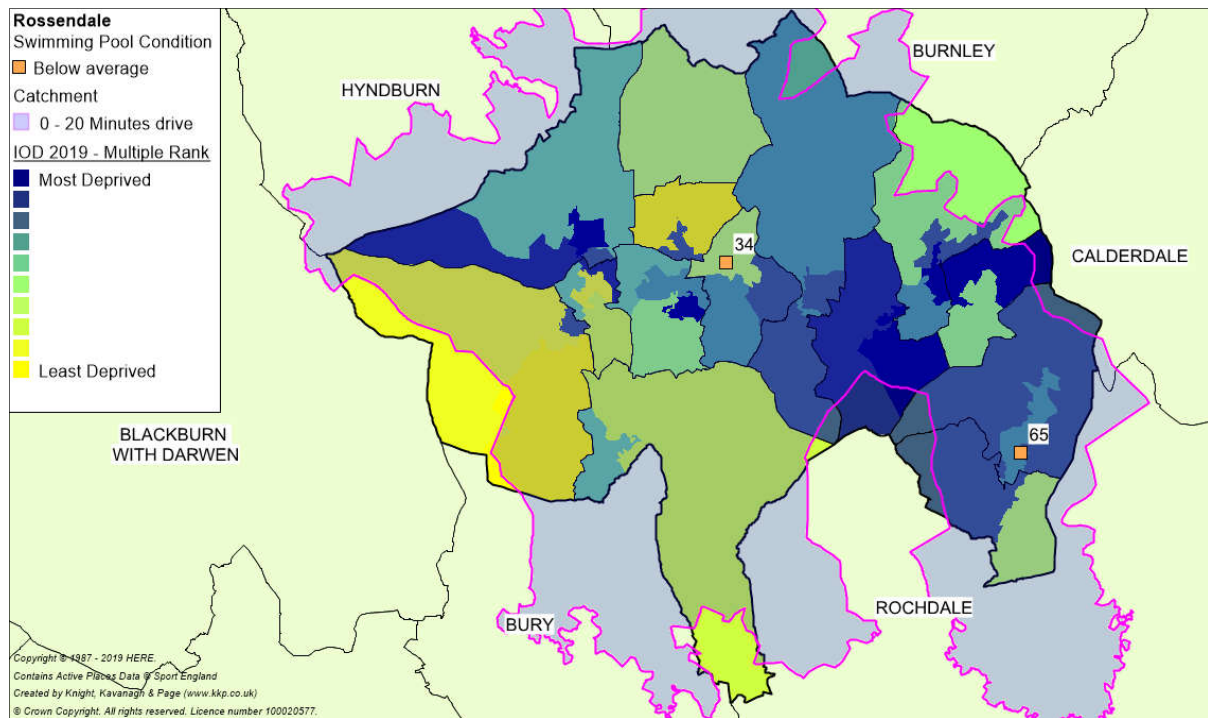 Rossendale
Swimming Pool Condition
Below average
Catchment
0 - 20 Minutes drive
IOD 2019 - Multiple Rank
Most Deprived
Least Deprived
BURNLEY
HYNDBURN
34
CALDERDALE
BLACKBURN
WITH DARWEN
65
ROCHDALE
BURY
Copyright © 1987 - 2019 HERE.
Contains Active Places Data © Sport England
Created by Knight, Kavanagh & Page (www.kkp.co.uk)
© Crown Copyright. All rights reserved. Licence number 100020577.